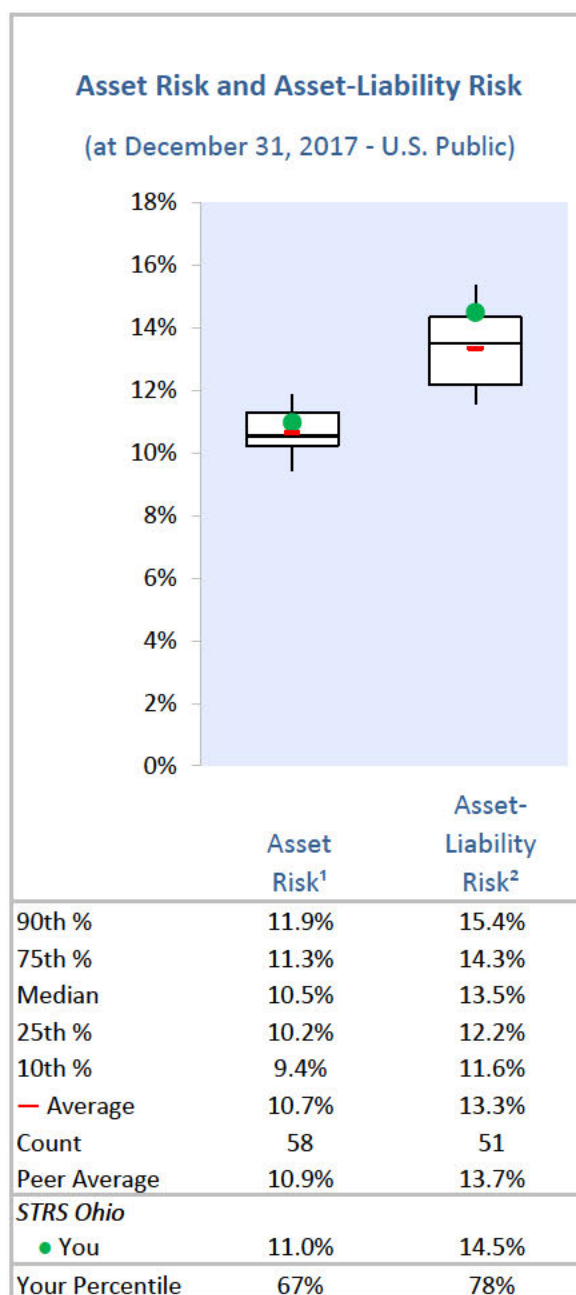 Asset Risk and Asset-Liability Risk
(at December 31, 2017 - U.S. Public)
18%
16%
14%
12%
10%
8%
6%
4%
2%
0%
Asset
Risk¹
Asset-
Liability
Risk²
90th % 11.9% 15.4%
75th % 11.3% 14.3%
Median 10.5% 13.5%
25th % 10.2% 12.2%
10th % 9.4% 11.6%
— Average 10.7% 13.3%
Count 58 51
Peer Average 10.9% 13.7%
STRS Ohio
● You 11.0% 14.5%
Your Percentile 67% 78%